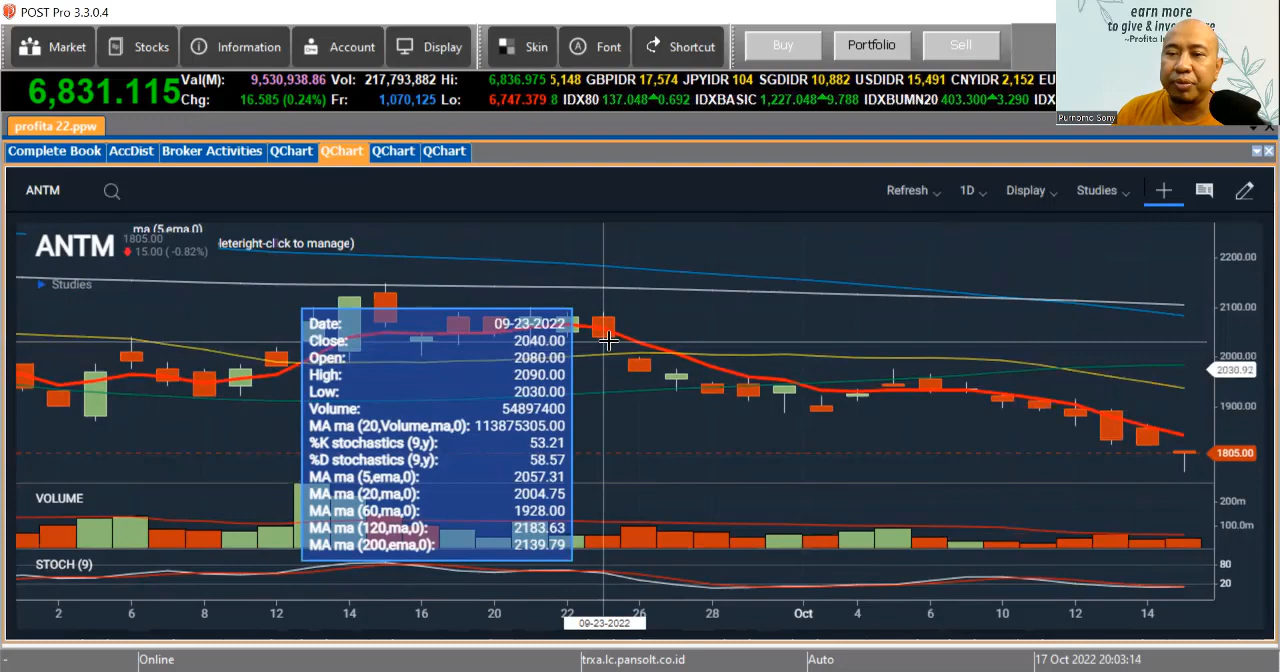 POST Pro 3.3.0.4
Market Stocks Information Account Display Skin Font Shortcut Buy Portfolio Sell
earn more
to give &
~Profita
Purnomo Sony
6,831.115 Val(M): 9,530,938.86 Vol: 217,793,882 Hi: 6,836.975 5,148 GBPIDR 17,574 JPYIDR 104 SGDIDR 10,882 USDIDR 15,491 CNYIDR 2,152 EU
Chg: 16.585 (0.24%) Fr: 1,070,125 Lo: 6,747.379 8 IDX80 137.048 0.692 IDXBASIC 1,227.048 9.788 IDXBUMN20 403.300 3.290 IDX
profita 22.ppw
Complete Book AccDist Broker Activities QChart QChart QChart QChart
ANTM Refresh 1D Display Studies
ma (5,ema,0)
ANTM 1805.00 leteright-click to manage)
15.00 ( -0.82%)
Studies
Date: 09-23-2022
Close: 2040.00
Open: 2080.00
High: 2090.00
Low: 2030.00
Volume: 54897400
MA ma (20,Volume,ma,0): 113875305.00
%K stochastics (9,y): 53.21
%D stochastics (9,y): 58.57
MA ma (5,ema,0): 2057.31
MA ma (20,ma,0): 2004.75
MA ma (60,ma,0): 1928.00
MA ma (120,ma,0): 2183.63
MA ma (200,ema,0): 2139.79
2200.00
2100.00
2000.00
2030.92
1900.00
1805.00
VOLUME
200m
100.0m
STOCH (9)
80
20
2 6 8 12 14 16 20 22 26 28 Oct 4 6 10 12 14
09-23-2022
- Online trxa.lc.pansolt.co.id Auto 17 Oct 2022 20:03:14